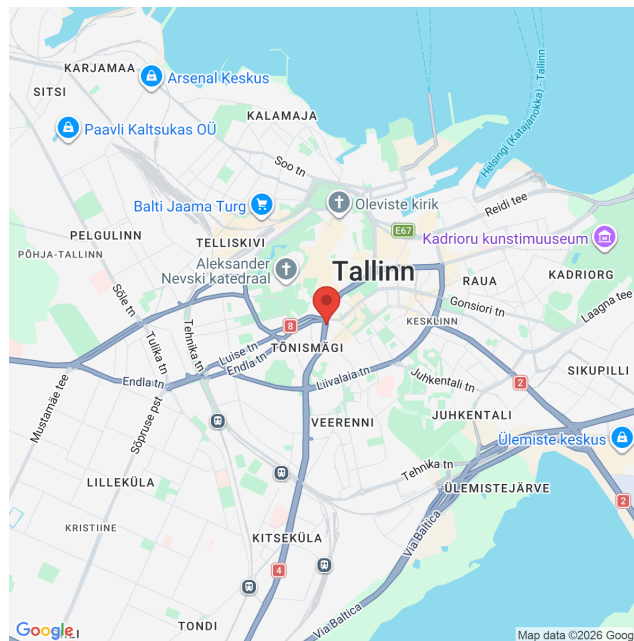 KARJAMAA
Arsenal Keskus
SITSI
KALAMAJA
Paavli Kaltsukas OÜ
Helsingi (Katajanokka) - Tallinn
Soo tn
Balti Jaama Turg
Oleviste kirik
Reidi tee
E67
PELGULINN
TELLISKIVI
Kadrioru kunstimuuseum
PÕHJA-TALLINN
Aleksander
Nevski katedraal
Tallinn
RAUA
KADRIORG
Sõle tn
Gonsiori tn
Laagna tee
Tulika tn
Tehnika tn
8
KESKLINN
Luise tn
Endla tn
TÕNISMÄGI
SIKUPILLI
Mustamäe tee
Endla tn
Liivalaia tn
Juhkentali tn
2
Sõpruse pst
VEERENNI
JUHKENTALI
Ülemiste keskus
Tehnika tn
LILLEKÜLA
ÜLEMISTEJÄRVE
2
KRISTIINE
Via Baltica
KITSEKÜLA
4
Via Baltica
TONDI
Google
Map data ©2026 Goo